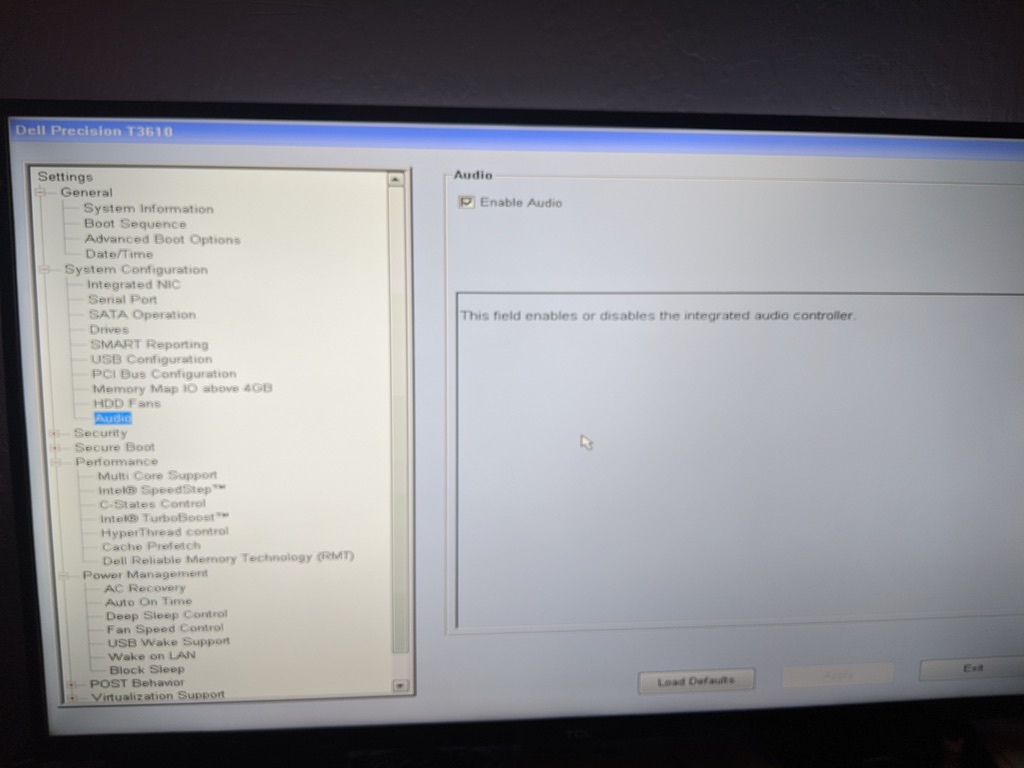 Dell Precision T3610
Settings
General
System Information
Boot Sequence
Advanced Boot Options
Date/Time
System Configuration
Integrated NIC
Serial Port
SATA Operation
Drives
SMART Reporting
USB Configuration
PCI Bus Configuration
Memory Map IO above 4GB
HDD Fans
Audio
Security
Secure Boot
Performance
Multi Core Support
Intel® SpeedStep™
C-States Control
Intel® TurboBoost™
HyperThread control
Cache Prefetch
Dell Reliable Memory Technology (RMT)
Power Management
AC Recovery
Auto On Time
Deep Sleep Control
Fan Speed Control
USB Wake Support
Wake on LAN
Block Sleep
POST Behavior
Virtualization Support
Audio
Enable Audio
This field enables or disables the integrated audio controller.
Load Defaults
Apply
Exit
TCL